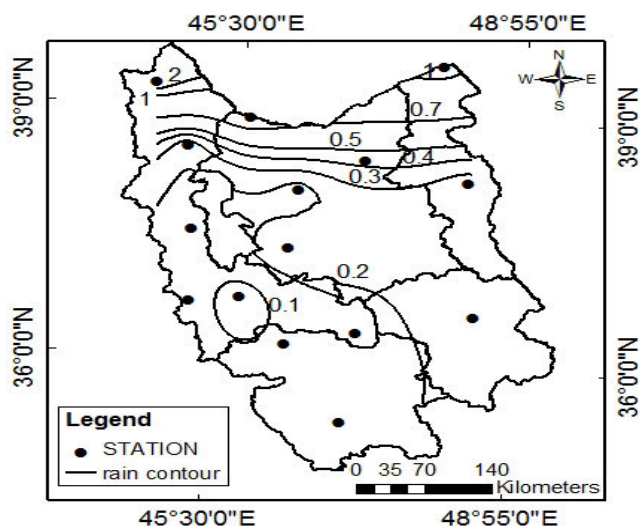 45°30'0"E 48°55'0"E
N
W E
S
39°0'0"N
39°0'0"N
2
1
1
0.7
0.5
0.4
0.3
0.2
0.1
36°0'0"N
36°0'0"N
Legend
STATION
rain contour
0 35 70 140
Kilometers
45°30'0"E 48°55'0"E